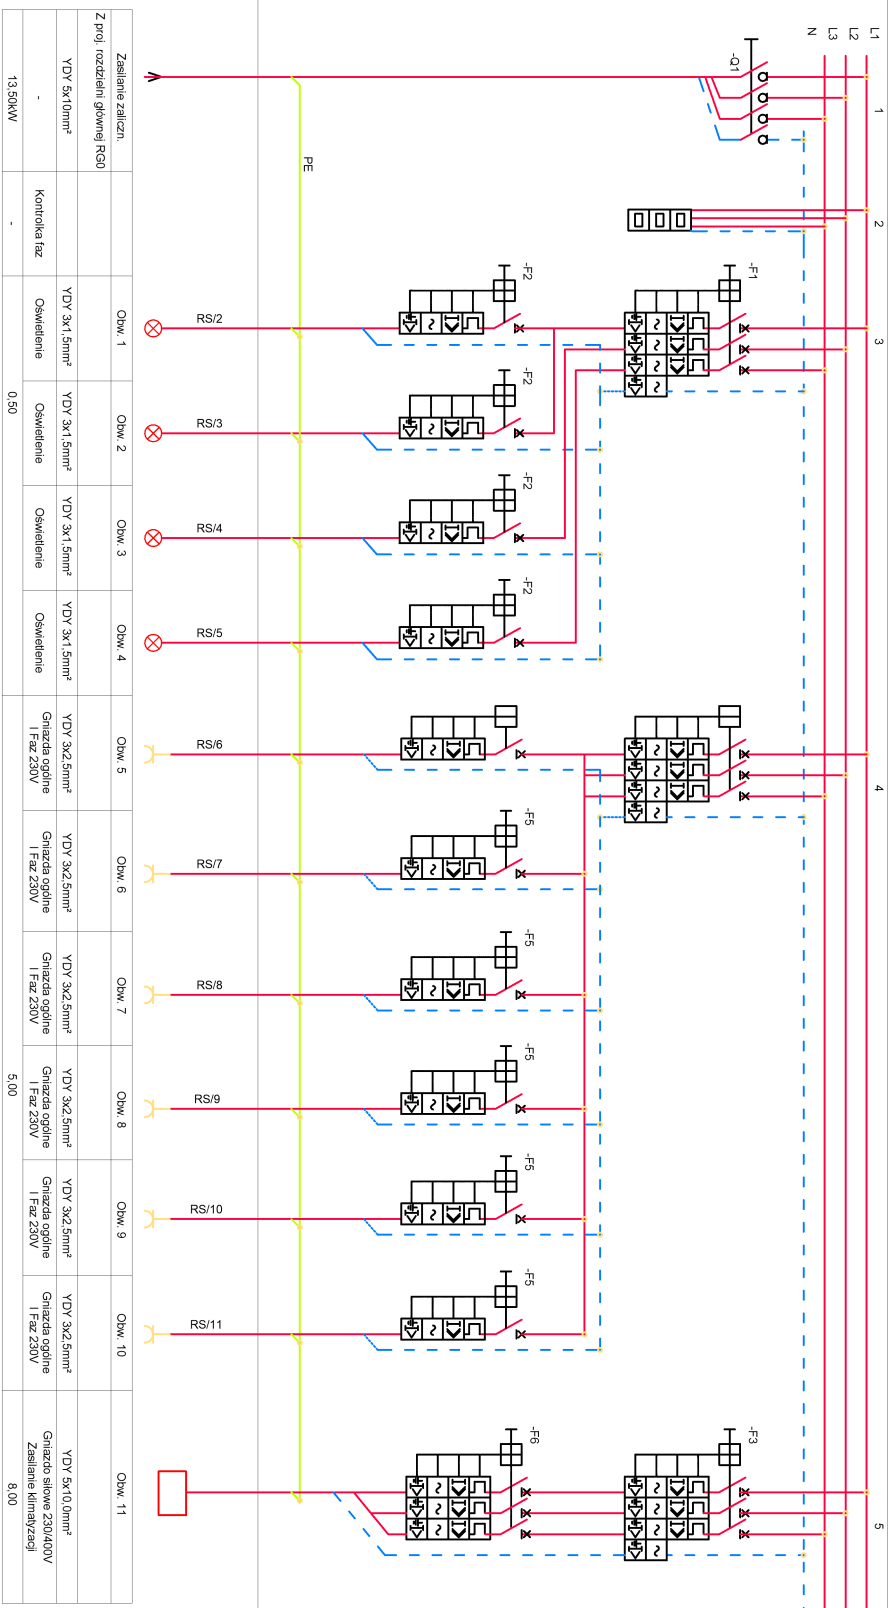 L1
L2
L3
N
1
2
3
4
5
-Q1
-F1
-F3
-F2
-F2
-F2
-F2
-F5
-F5
-F5
-F5
-F5
-F6
PE
RS/2
RS/3
RS/4
RS/5
RS/6
RS/7
RS/8
RS/9
RS/10
RS/11
Zasilanie zaliczn.
Obw. 1
Obw. 2
Obw. 3
Obw. 4
Obw. 5
Obw. 6
Obw. 7
Obw. 8
Obw. 9
Obw. 10
Obw. 11
Z proj. rozdzielni głównej RG0
YDY 5x10mm²
YDY 3x1,5mm²
YDY 3x1,5mm²
YDY 3x1,5mm²
YDY 3x1,5mm²
YDY 3x2,5mm²
YDY 3x2,5mm²
YDY 3x2,5mm²
YDY 3x2,5mm²
YDY 3x2,5mm²
YDY 3x2,5mm²
YDY 5x10,0mm²
-
Kontrolka faz
Oświetlenie
Oświetlenie
Oświetlenie
Oświetlenie
Gniazda ogólne
I Faz 230V
Gniazda ogólne
I Faz 230V
Gniazda ogólne
I Faz 230V
Gniazda ogólne
I Faz 230V
Gniazda ogólne
I Faz 230V
Gniazda ogólne
I Faz 230V
Gniazdo siłowe 230/400V
Zasilanie klimatyzacji
13,50kW
-
0,50
5,00
8,00